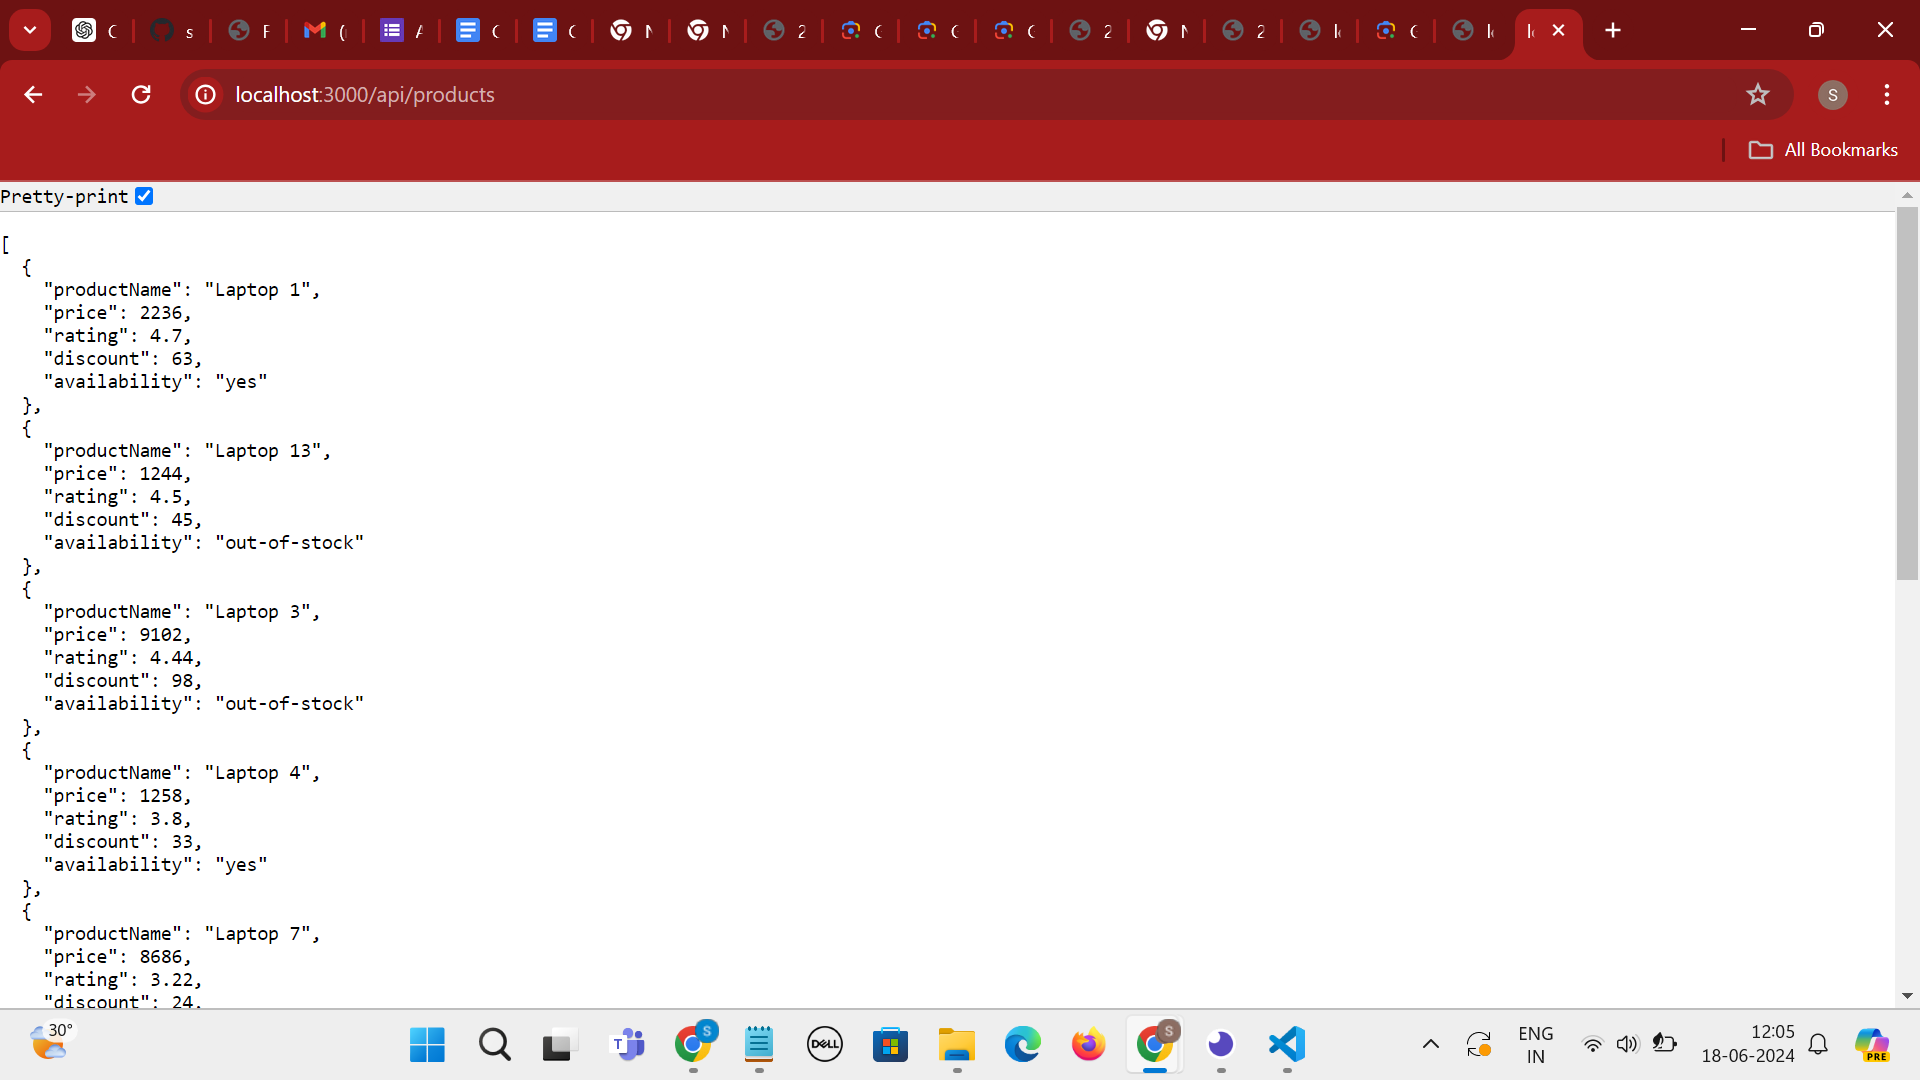 localhost:3000/api/products
All Bookmarks
Pretty-print
[
  {
    "productName": "Laptop 1",
    "price": 2236,
    "rating": 4.7,
    "discount": 63,
    "availability": "yes"
  },
  {
    "productName": "Laptop 13",
    "price": 1244,
    "rating": 4.5,
    "discount": 45,
    "availability": "out-of-stock"
  },
  {
    "productName": "Laptop 3",
    "price": 9102,
    "rating": 4.44,
    "discount": 98,
    "availability": "out-of-stock"
  },
  {
    "productName": "Laptop 4",
    "price": 1258,
    "rating": 3.8,
    "discount": 33,
    "availability": "yes"
  },
  {
    "productName": "Laptop 7",
    "price": 8686,
    "rating": 3.22,
    "discount": 24,
30°
DELL
ENG
IN
12:05
18-06-2024
PRE